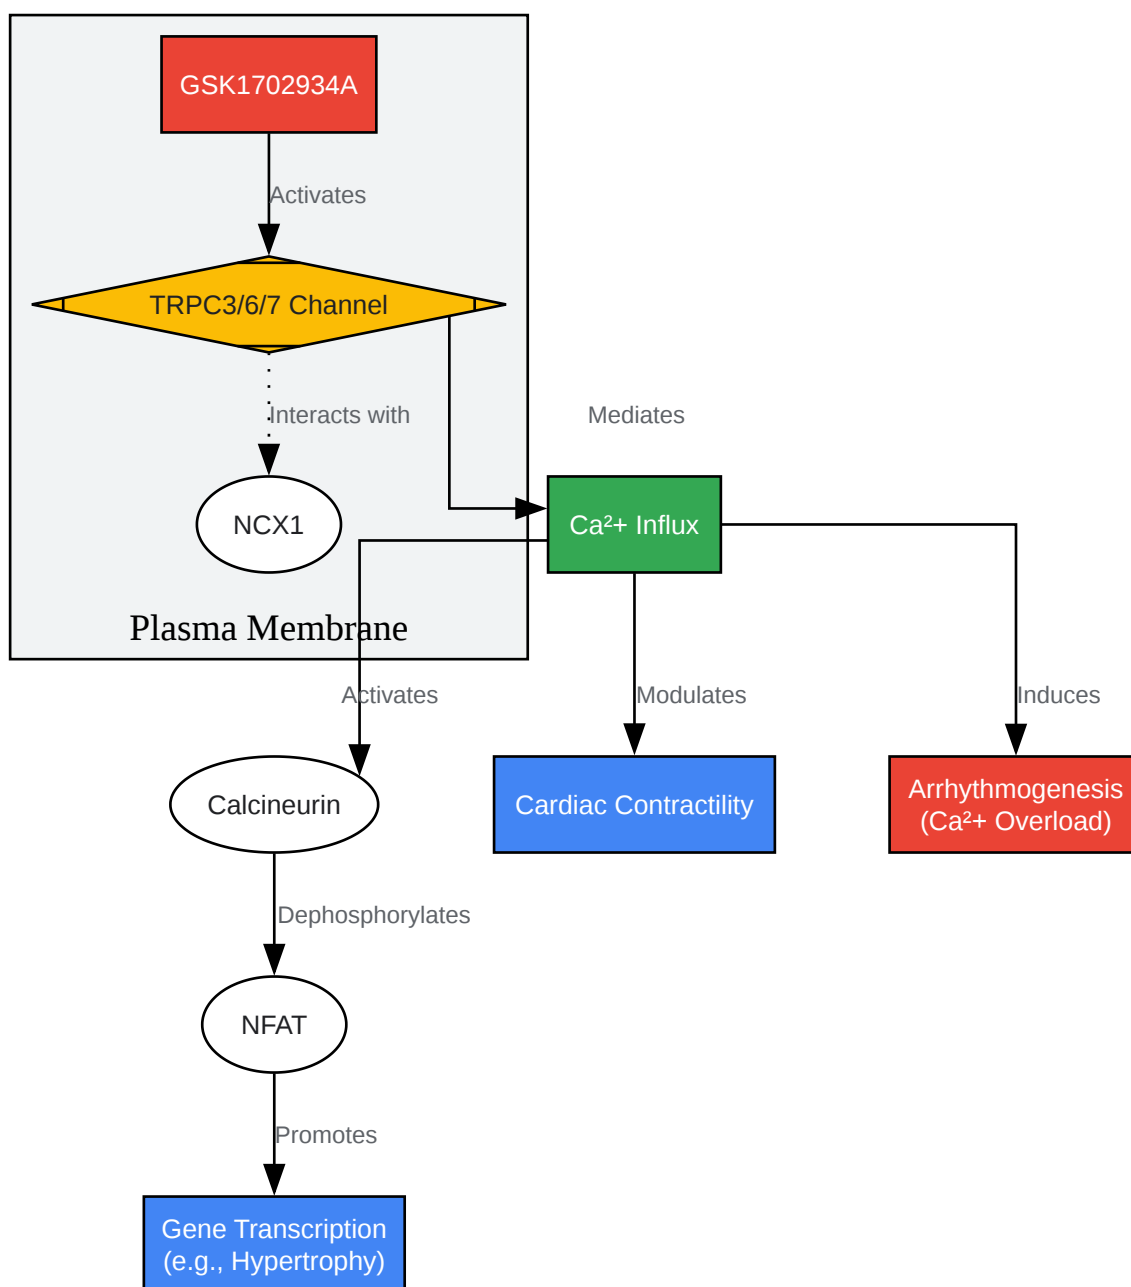 GSK1702934A
Activates
TRPC3/6/7 Channel
Interacts with
Mediates
NCX1
Ca²+ Influx
Plasma Membrane
Activates
Modulates
Induces
Calcineurin
Cardiac Contractility
Arrhythmogenesis
(Ca²+ Overload)
Dephosphorylates
NFAT
Promotes
Gene Transcription
(e.g., Hypertrophy)